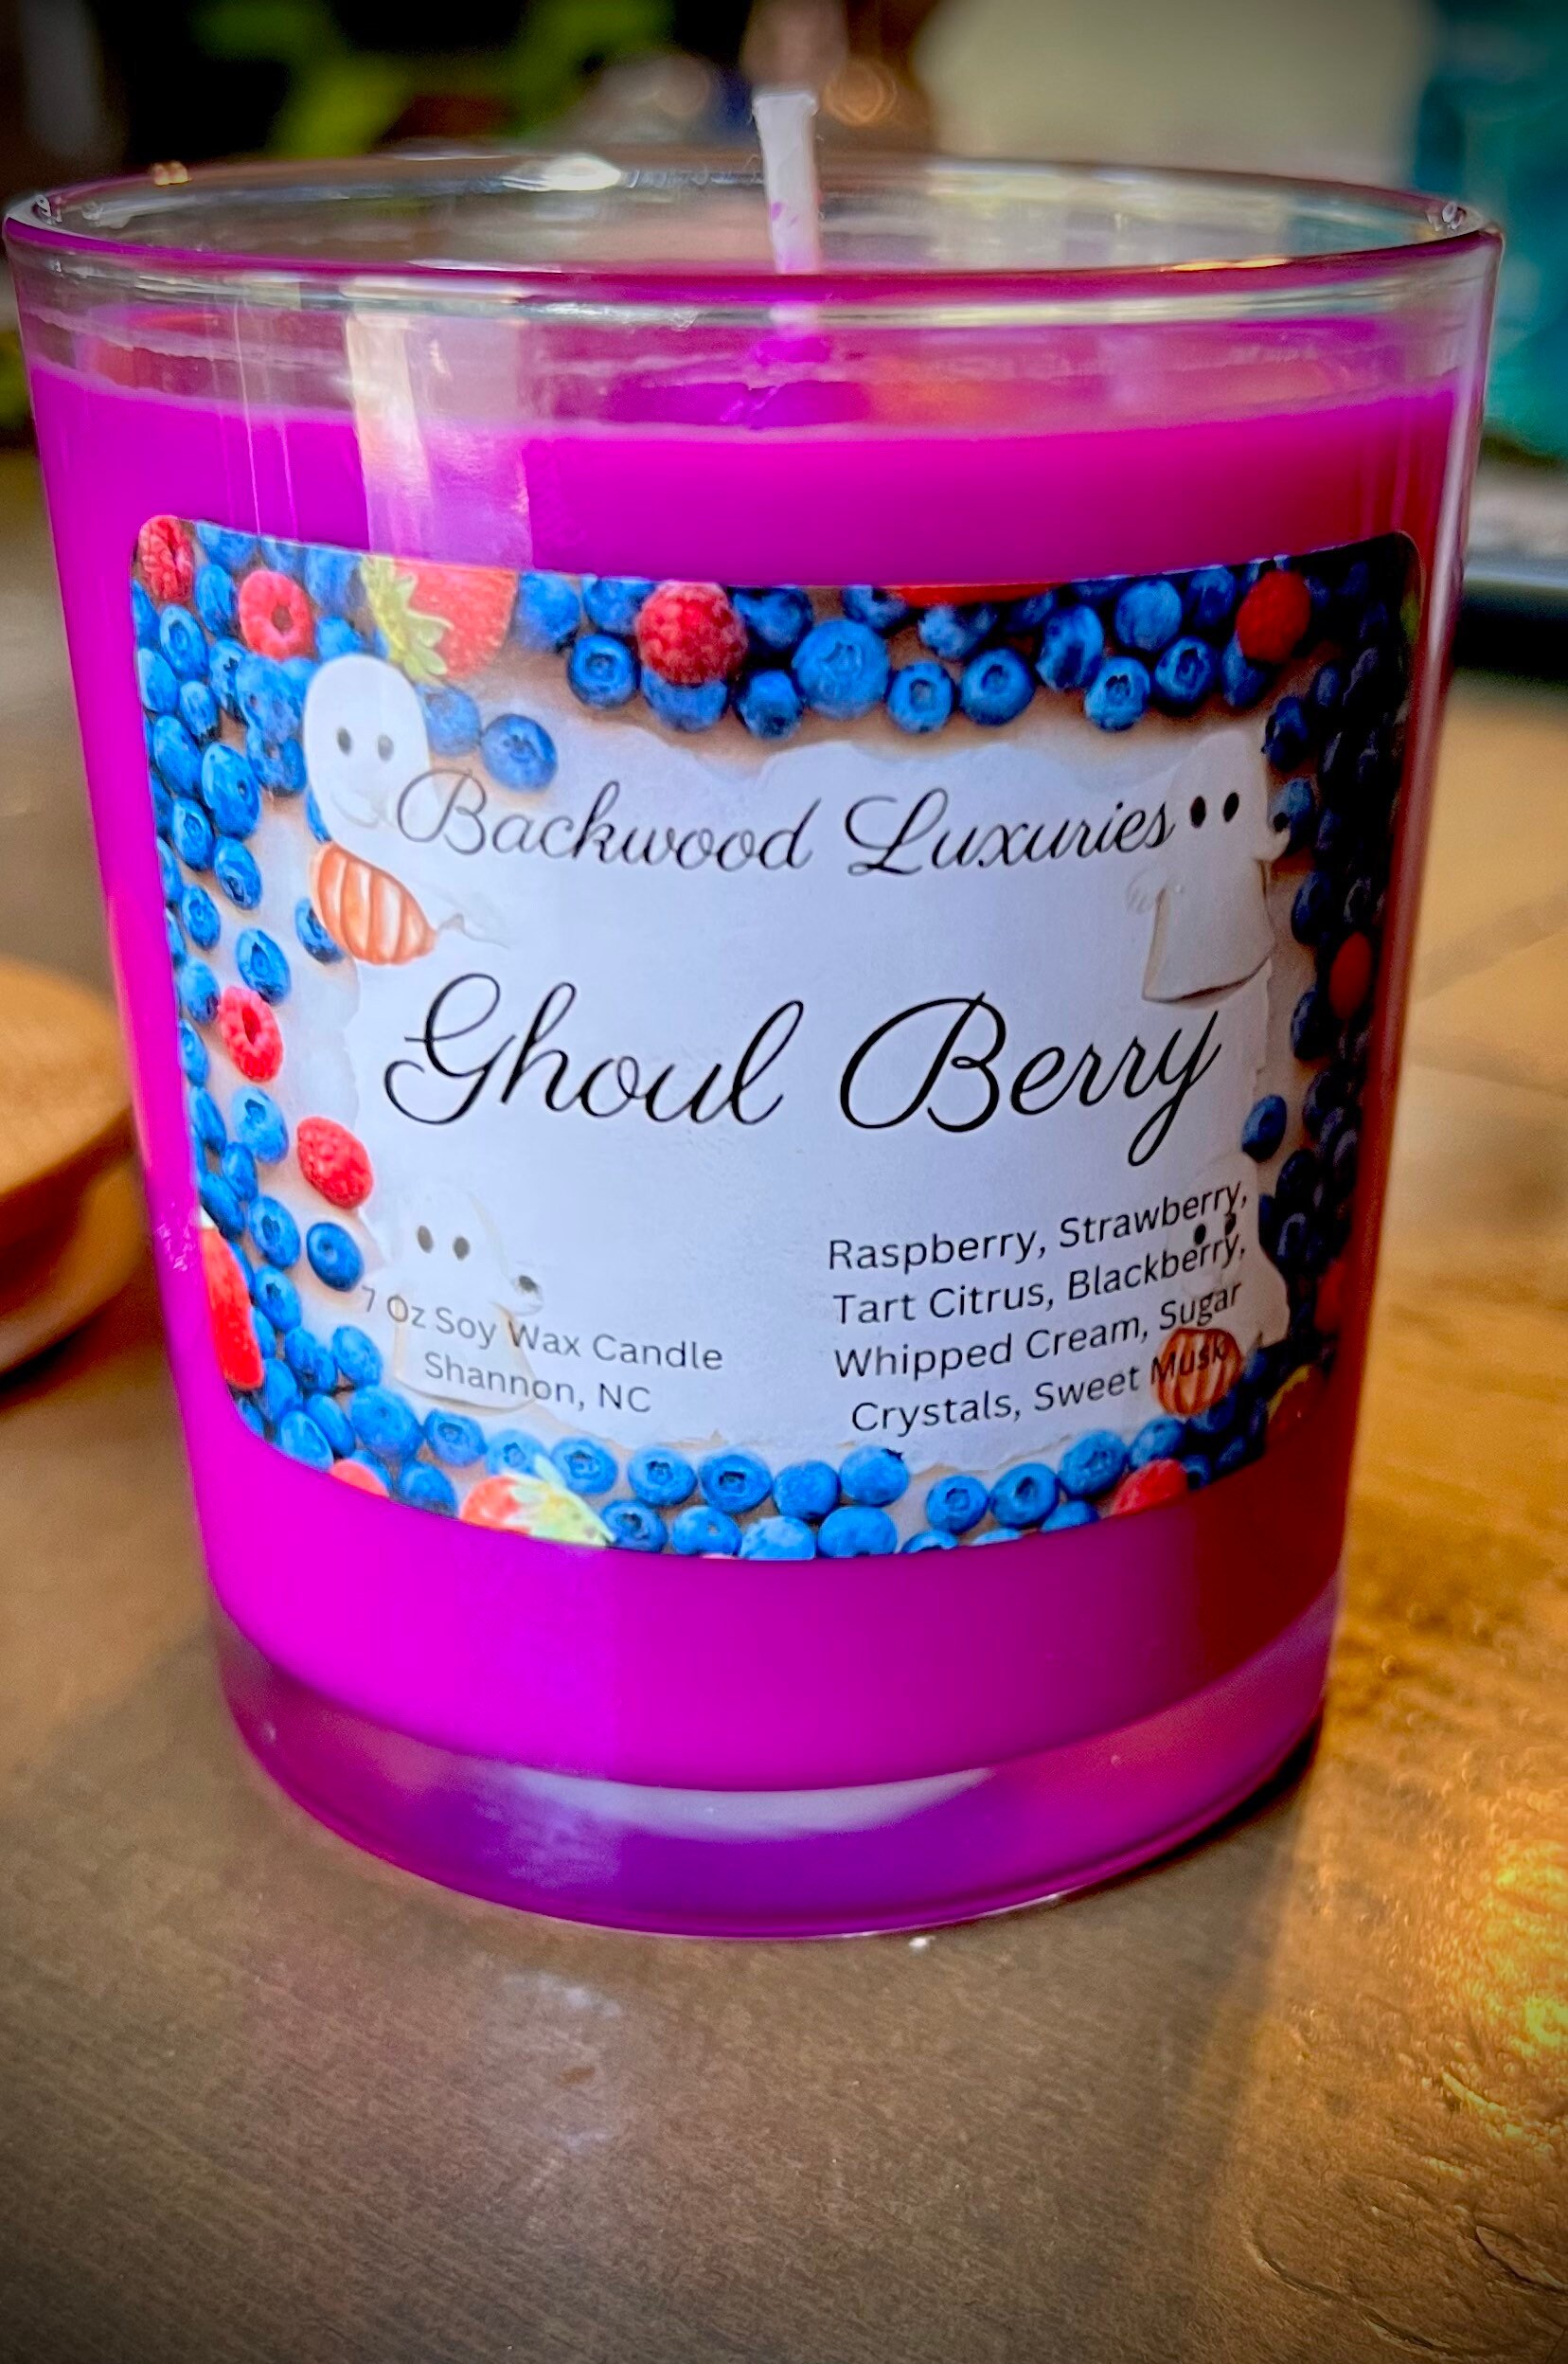 Backwood Luxuries
Ghoul Berry
7 Oz Soy Wax Candle
Shannon, NC
Raspberry, Strawberry,
Tart Citrus, Blackberry,
Whipped Cream, Sugar
Crystals, Sweet Musk